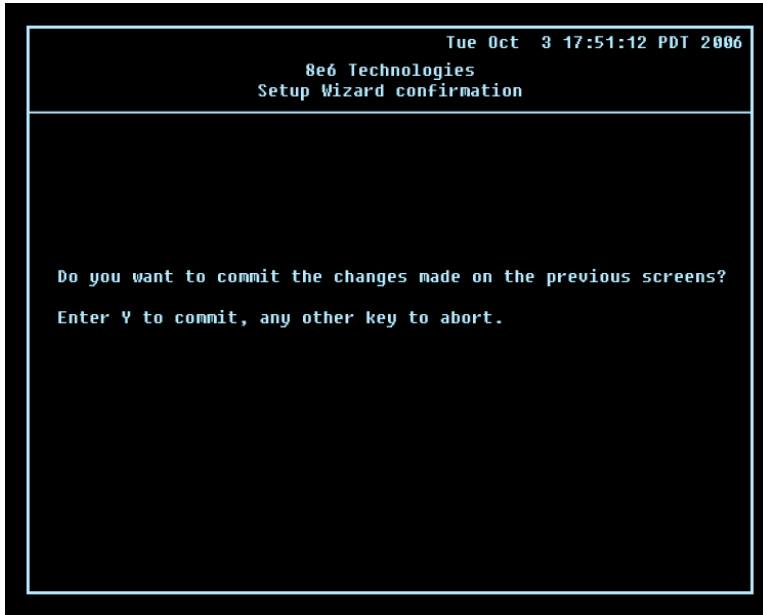 Tue Oct  3 17:51:12 PDT 2006
8e6 Technologies
Setup Wizard confirmation
Do you want to commit the changes made on the previous screens?
Enter Y to commit, any other key to abort.